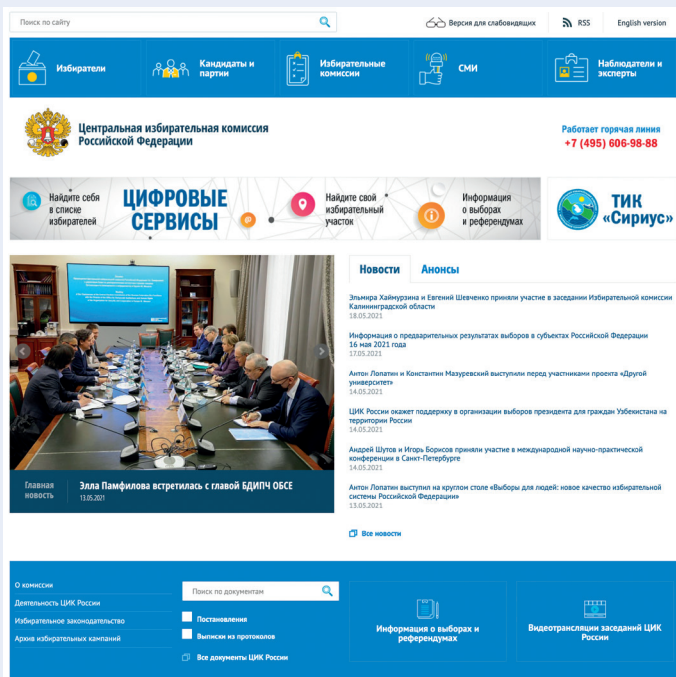 Поиск по сайту
Версия для слабовидящих
RSS
English version
Избиратели
Кандидаты и
партии
Избирательные
комиссии
СМИ
Наблюдатели и
эксперты
Центральная избирательная комиссия
Российской Федерации
Работает горячая линия
+7 (495) 606-98-88
Найдите себя
в списке
избирателей
ЦИФРОВЫЕ
СЕРВИСЫ
Найдите свой
избирательный
участок
Информация
о выборах
и референдумах
ТИК
«Сириус»
Новости
Анонсы
Эльмира Хаймурзина и Евгений Шевченко приняли участие в заседании Избирательной комиссии
Калининградской области
18.05.2021
Информация о предварительных результатах выборов в субъектах Российской Федерации
16 мая 2021 года
17.05.2021
Антон Лопатин и Константин Мазуревский выступили перед участниками проекта «Другой
университет»
14.05.2021
ЦИК России окажет поддержку в организации выборов президента для граждан Узбекистана на
территории России
14.05.2021
Андрей Шутов и Игорь Борисов приняли участие в международной научно-практической
конференции в Санкт-Петербурге
14.05.2021
Антон Лопатин выступил на круглом столе «Выборы для людей: новое качество избирательной
системы Российской Федерации»
13.05.2021
Все новости
Главная
новость
Элла Памфилова встретилась с главой БДИПЧ ОБСЕ
13.05.2021
О комиссии
Деятельность ЦИК России
Избирательное законодательство
Архив избирательных кампаний
Поиск по документам
Постановления
Выписки из протоколов
Все документы ЦИК России
Информация о выборах и
референдумах
Видеотрансляции заседаний ЦИК
России